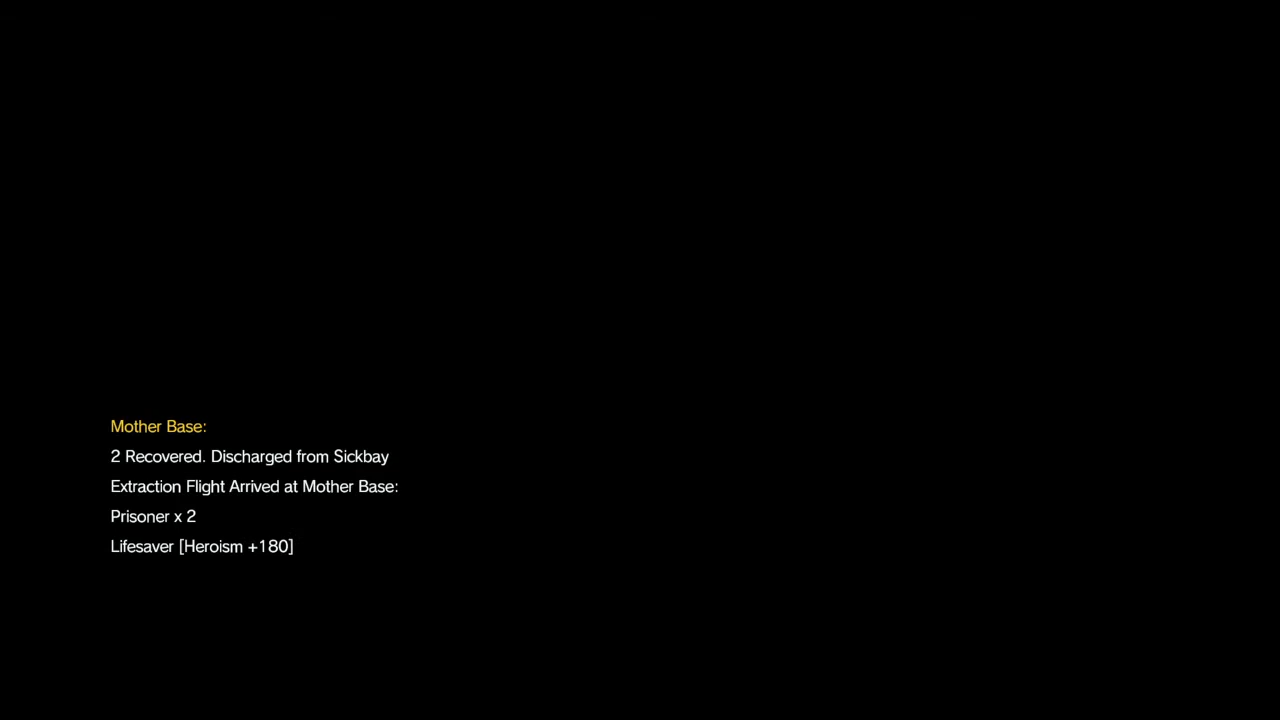 Mother Base:
2 Recovered. Discharged from Sickbay
Extraction Flight Arrived at Mother Base:
Prisoner x 2
Lifesaver [Heroism +180]